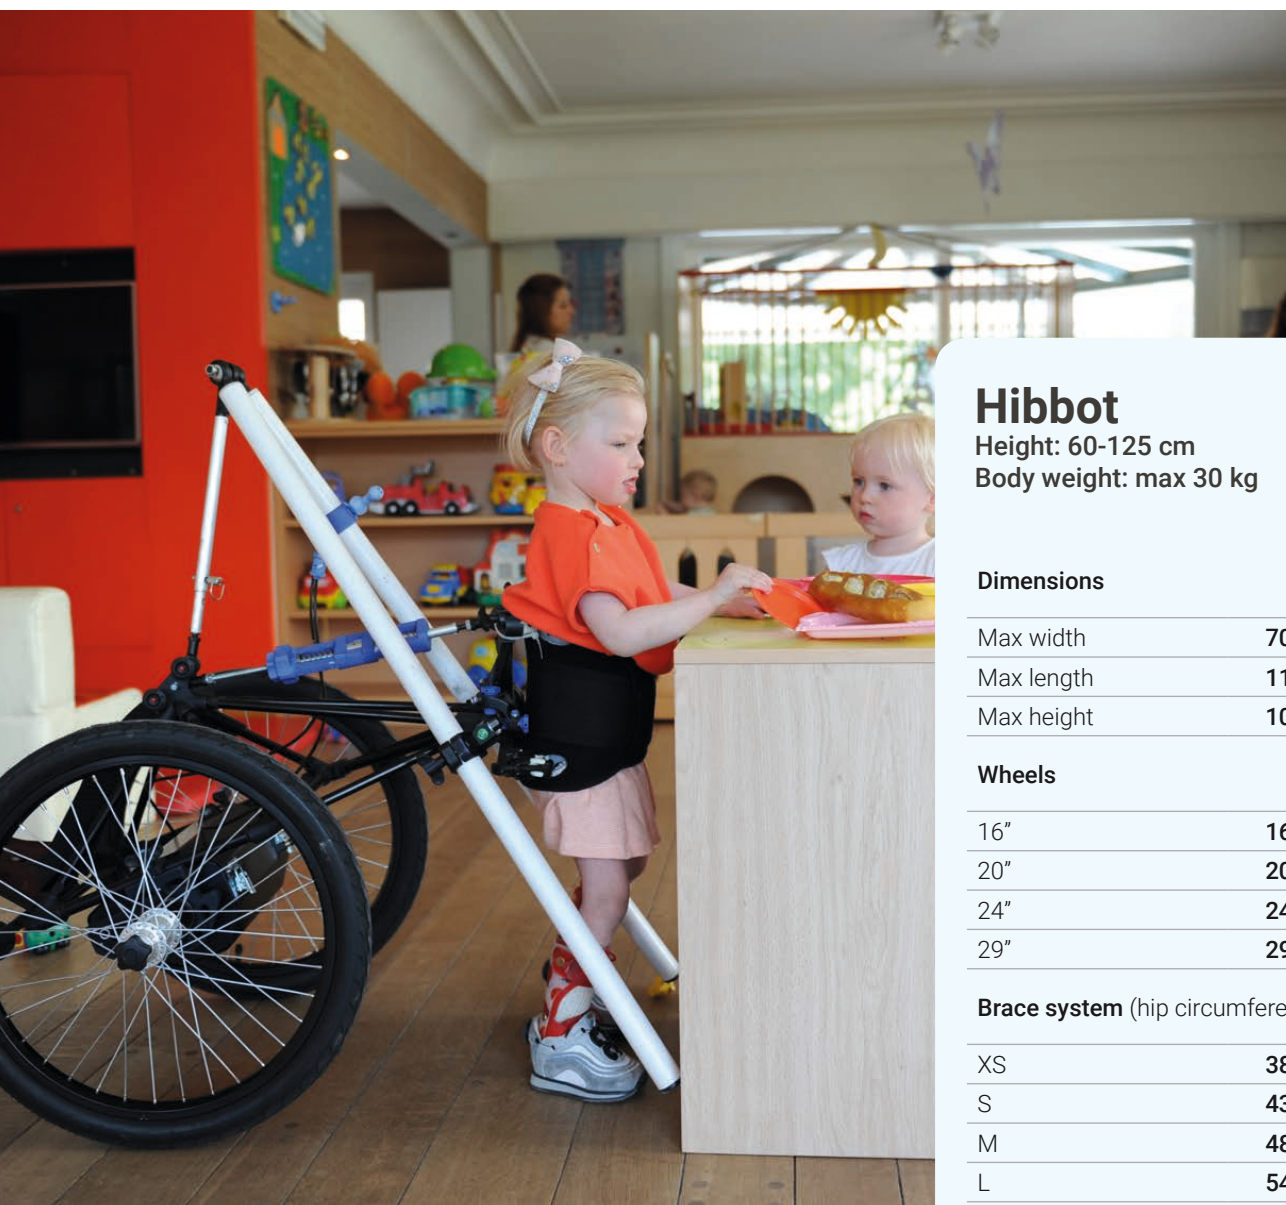 Hibbot
Height: 60-125 cm
Body weight: max 30 kg
Dimensions
Max width
Max length
Max height
Wheels
16”
20”
24”
29”
Brace system (hip
XS
S
M
L